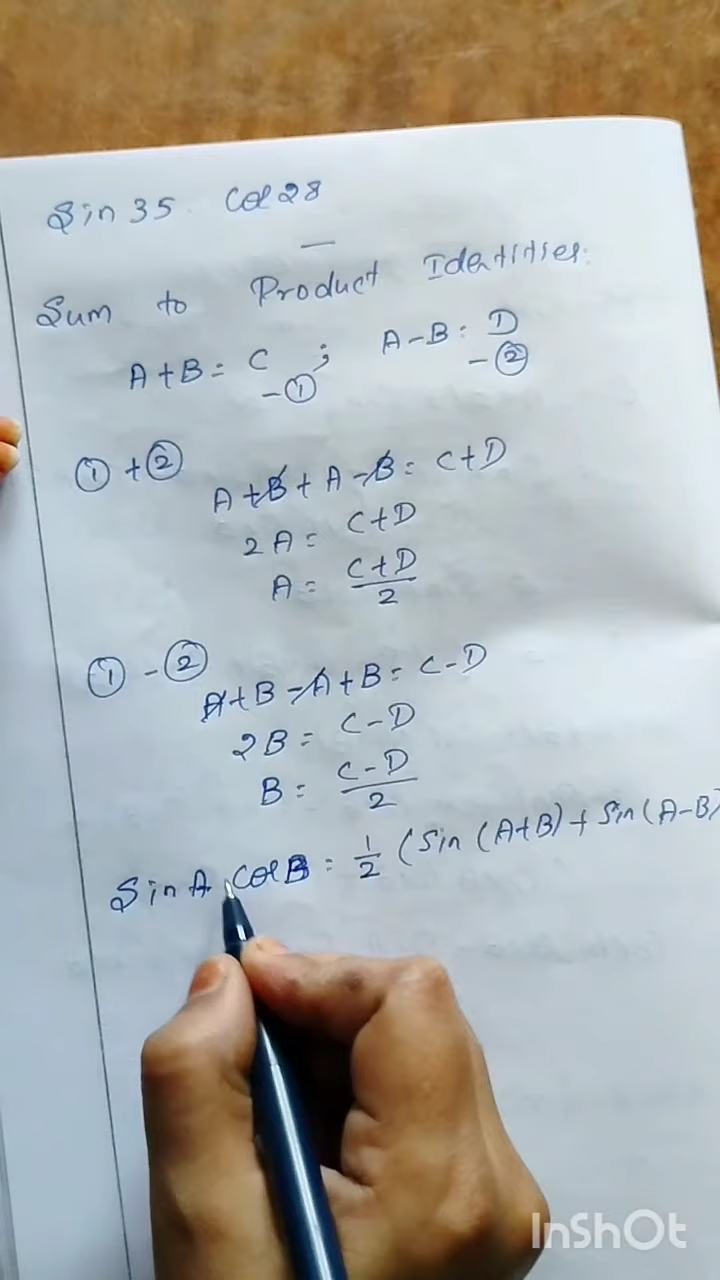 Sin 35 . Cos 28
Sum to Product Identities:
A+B = C - ① ; A-B = D - ②
① + ②
A + B + A - B = C + D
2A = C + D
A = C + D / 2
① - ②
A + B - A + B = C - D
2B = C - D
B = C - D / 2
Sin A . Cos B = 1/2 ( Sin (A+B) + Sin (A-B)
InShOt